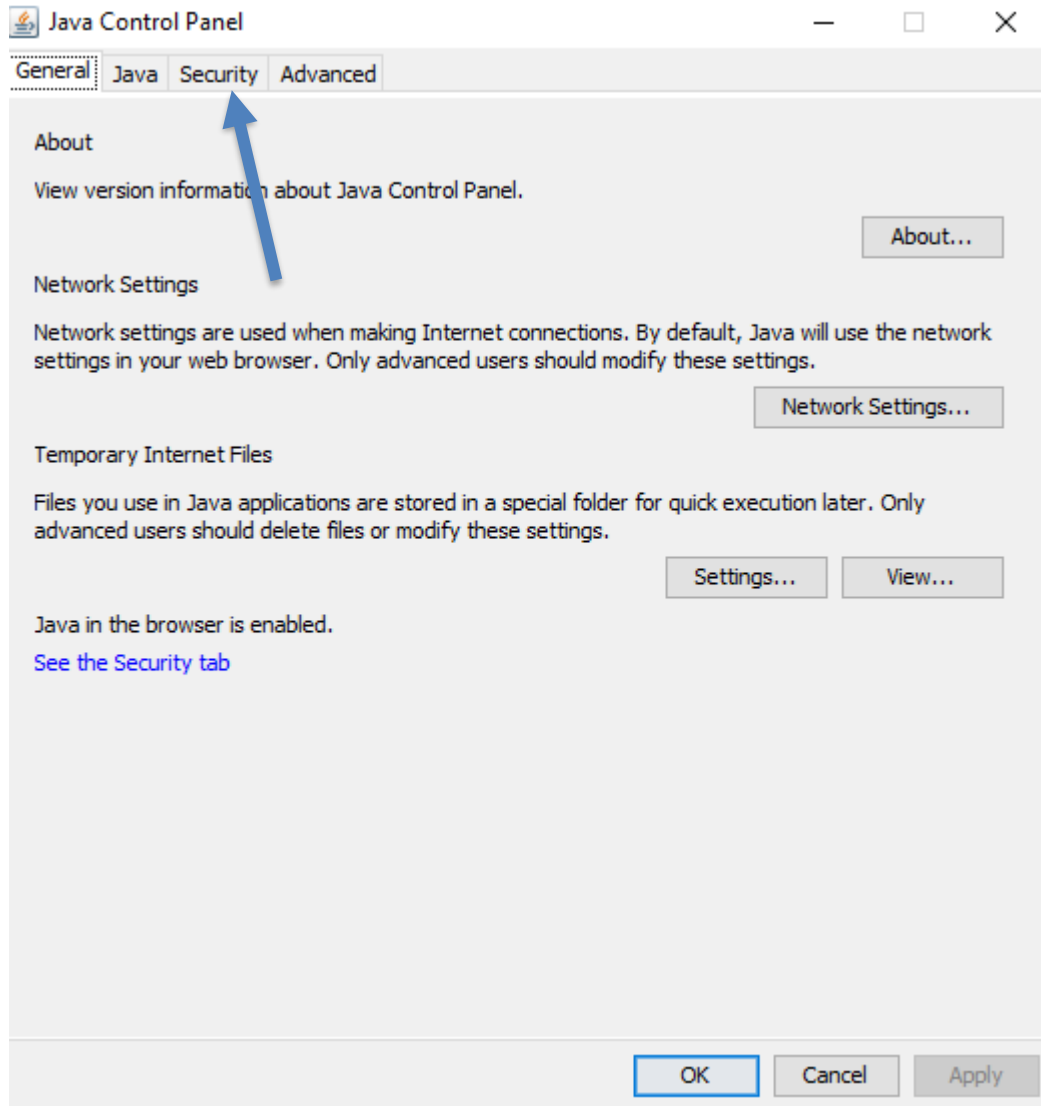 Java Control Panel
General Java Security Advanced
About
View version information about Java Control Panel.
About...
Network Settings
Network settings are used when making Internet connections. By default, Java will use the network
settings in your web browser. Only advanced users should modify these settings.
Network Settings...
Temporary Internet Files
Files you use in Java applications are stored in a special folder for quick execution later. Only
advanced users should delete files or modify these settings.
Settings... View...
Java in the browser is enabled.
See the Security tab
OK Cancel Apply